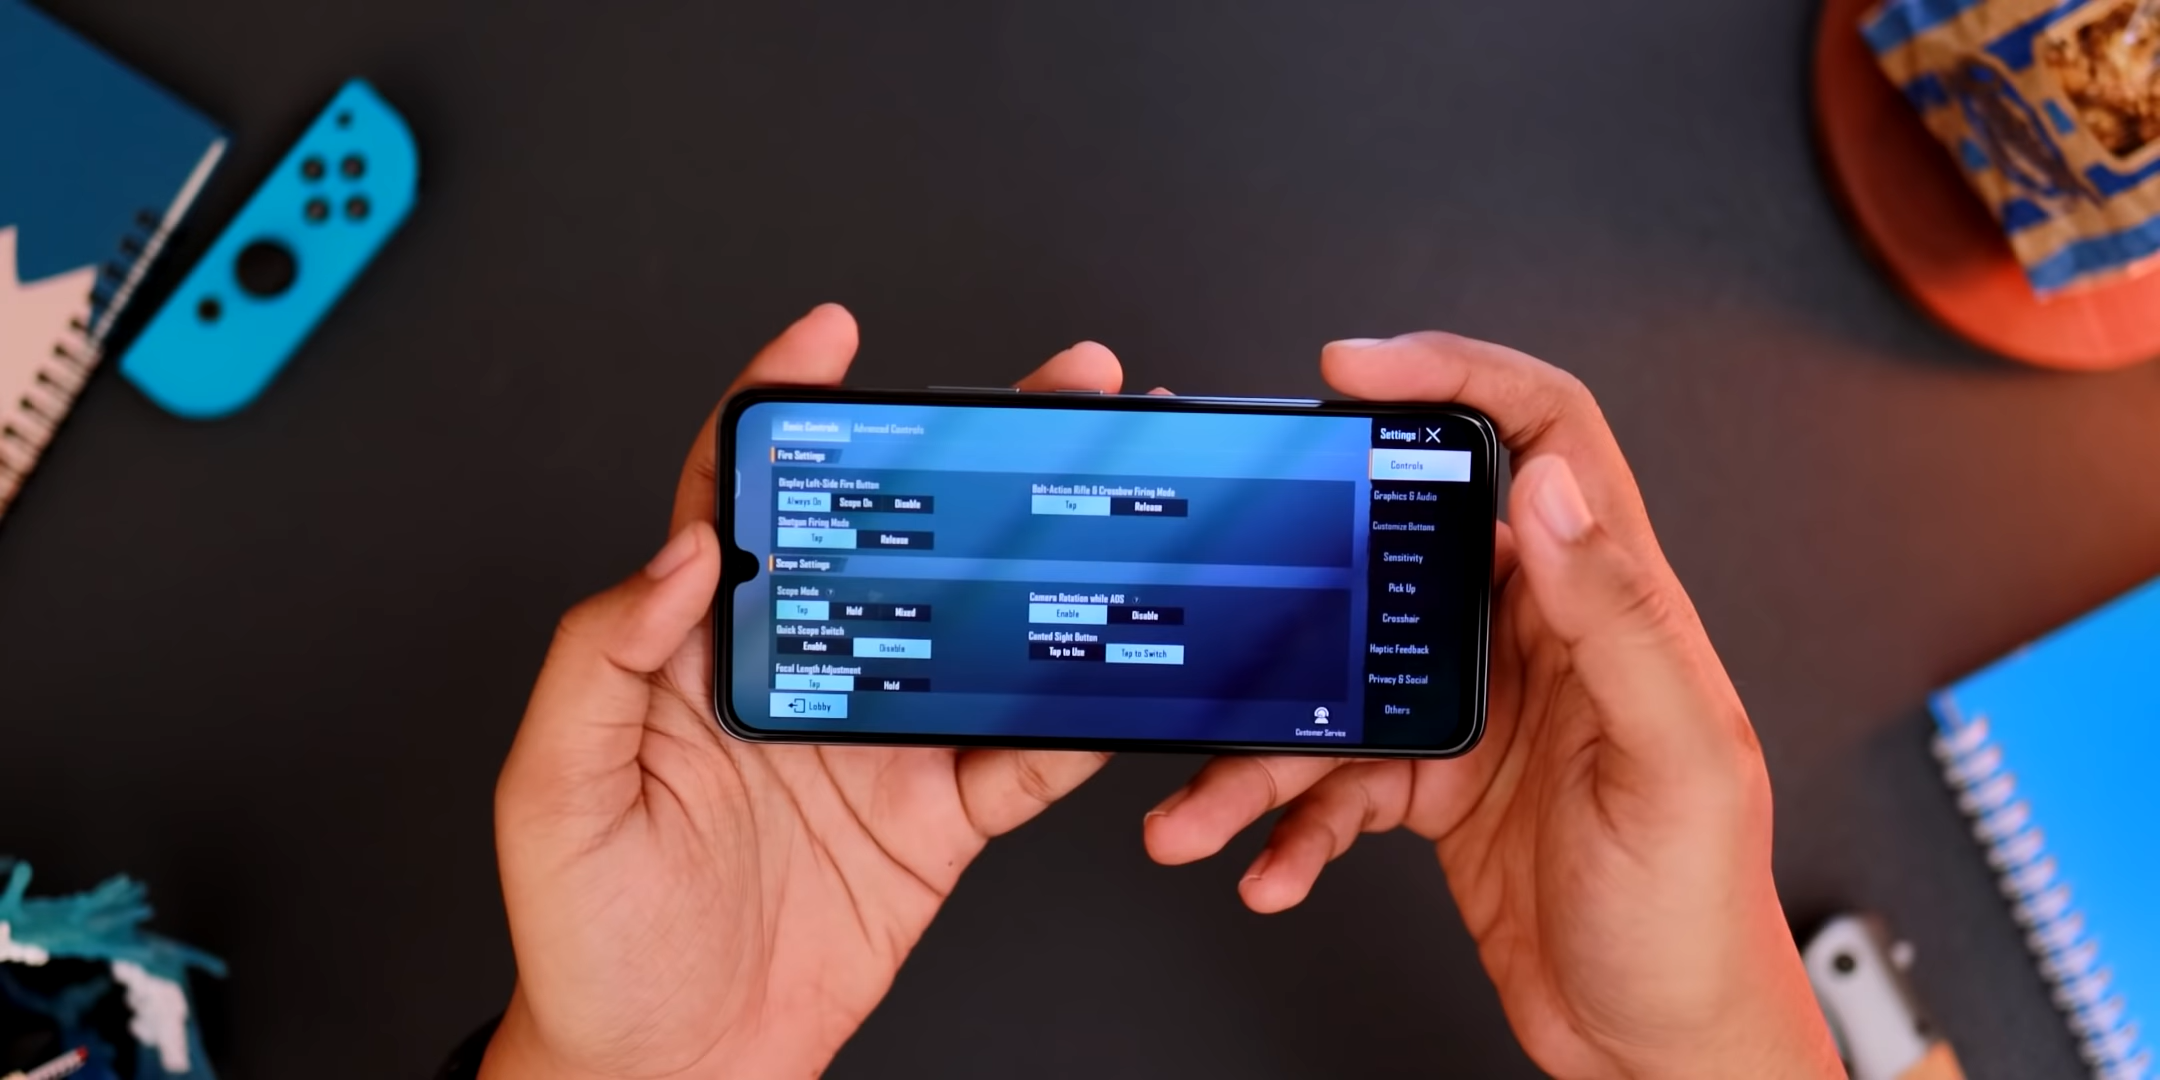 Basic Controls Advanced Controls
Settings
Fire Settings
Controls
Display Left-Side Fire Button
Always On Scope On Disable
Bolt-Action Rifle & Crossbow Firing Mode
Tap Release
Shotgun Firing Mode
Tap Release
Scope Settings
Scope Mode ?
Tap Hold Mixed
Camera Rotation while ADS ?
Enable Disable
Quick Scope Switch
Enable Disable
Canted Sight Button
Tap to Use Tap to Switch
Focal Length Adjustment
Tap Hold
Lobby
Customer Service
Graphics & Audio
Customize Buttons
Sensitivity
Pick Up
Crosshair
Haptic Feedback
Privacy & Social
Others